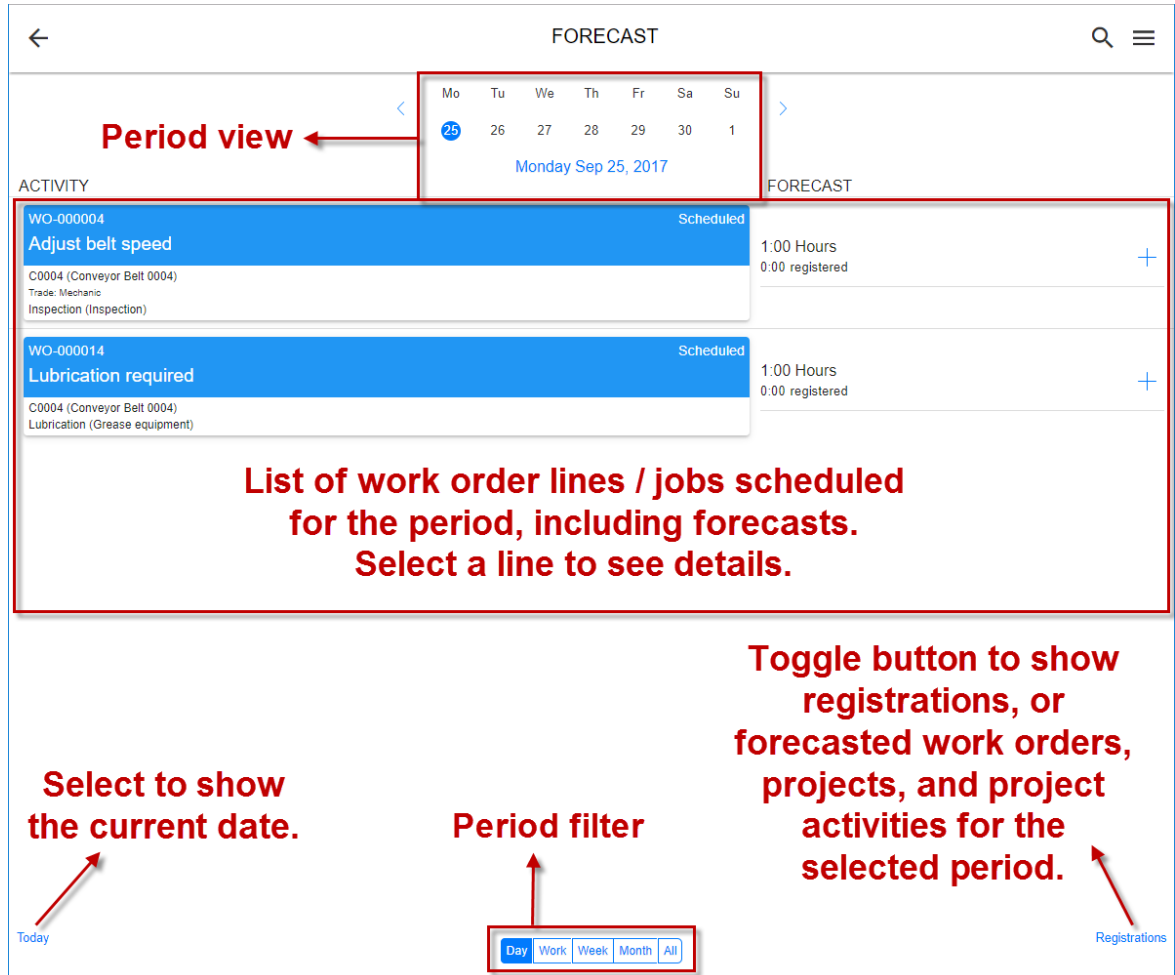 FORECAST
Mo Tu We Th Fr Sa Su
25 26 27 28 29 30 1
Period view
Monday Sep 25, 2017
ACTIVITY
FORECAST
WO-000004 Scheduled
Adjust belt speed
C0004 (Conveyor Belt 0004)
Trade: Mechanic
Inspection (Inspection)
1:00 Hours
0:00 registered
WO-000014 Scheduled
Lubrication required
C0004 (Conveyor Belt 0004)
Lubrication (Grease equipment)
1:00 Hours
0:00 registered
List of work order lines / jobs scheduled
for the period, including forecasts.
Select a line to see details.
Toggle button to show
registrations, or
forecasted work orders,
projects, and project
activities for the
selected period.
Select to show
the current date.
Period filter
Today
Day Work Week Month All
Registrations